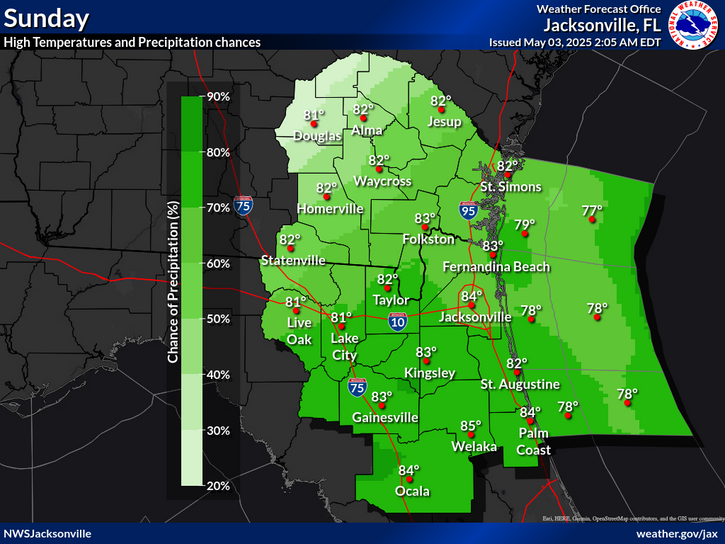 Sunday
High Temperatures and Precipitation chances
Weather Forecast Office
Jacksonville, FL
Issued May 03, 2025 2:05 AM EDT
NATIONAL WEATHER SERVICE
Chance of Precipitation (%)
90%
80%
70%
60%
50%
40%
30%
20%
81°
Douglas
82°
Alma
82°
Jesup
82°
Waycross
82°
St. Simons
82°
Homerville
75
95
83°
Folkston
79°
77°
82°
Statenville
83°
Fernandina Beach
82°
Taylor
81°
Live
Oak
81°
Lake
City
10
84°
Jacksonville
78°
78°
83°
Kingsley
82°
St. Augustine
75
83°
Gainesville
85°
Welaka
84°
Palm
Coast
78°
78°
84°
Ocala
Esri, HERE, Garmin, OpenStreetMap contributors, and the GIS user community
NWSJacksonville
weather.gov/jax